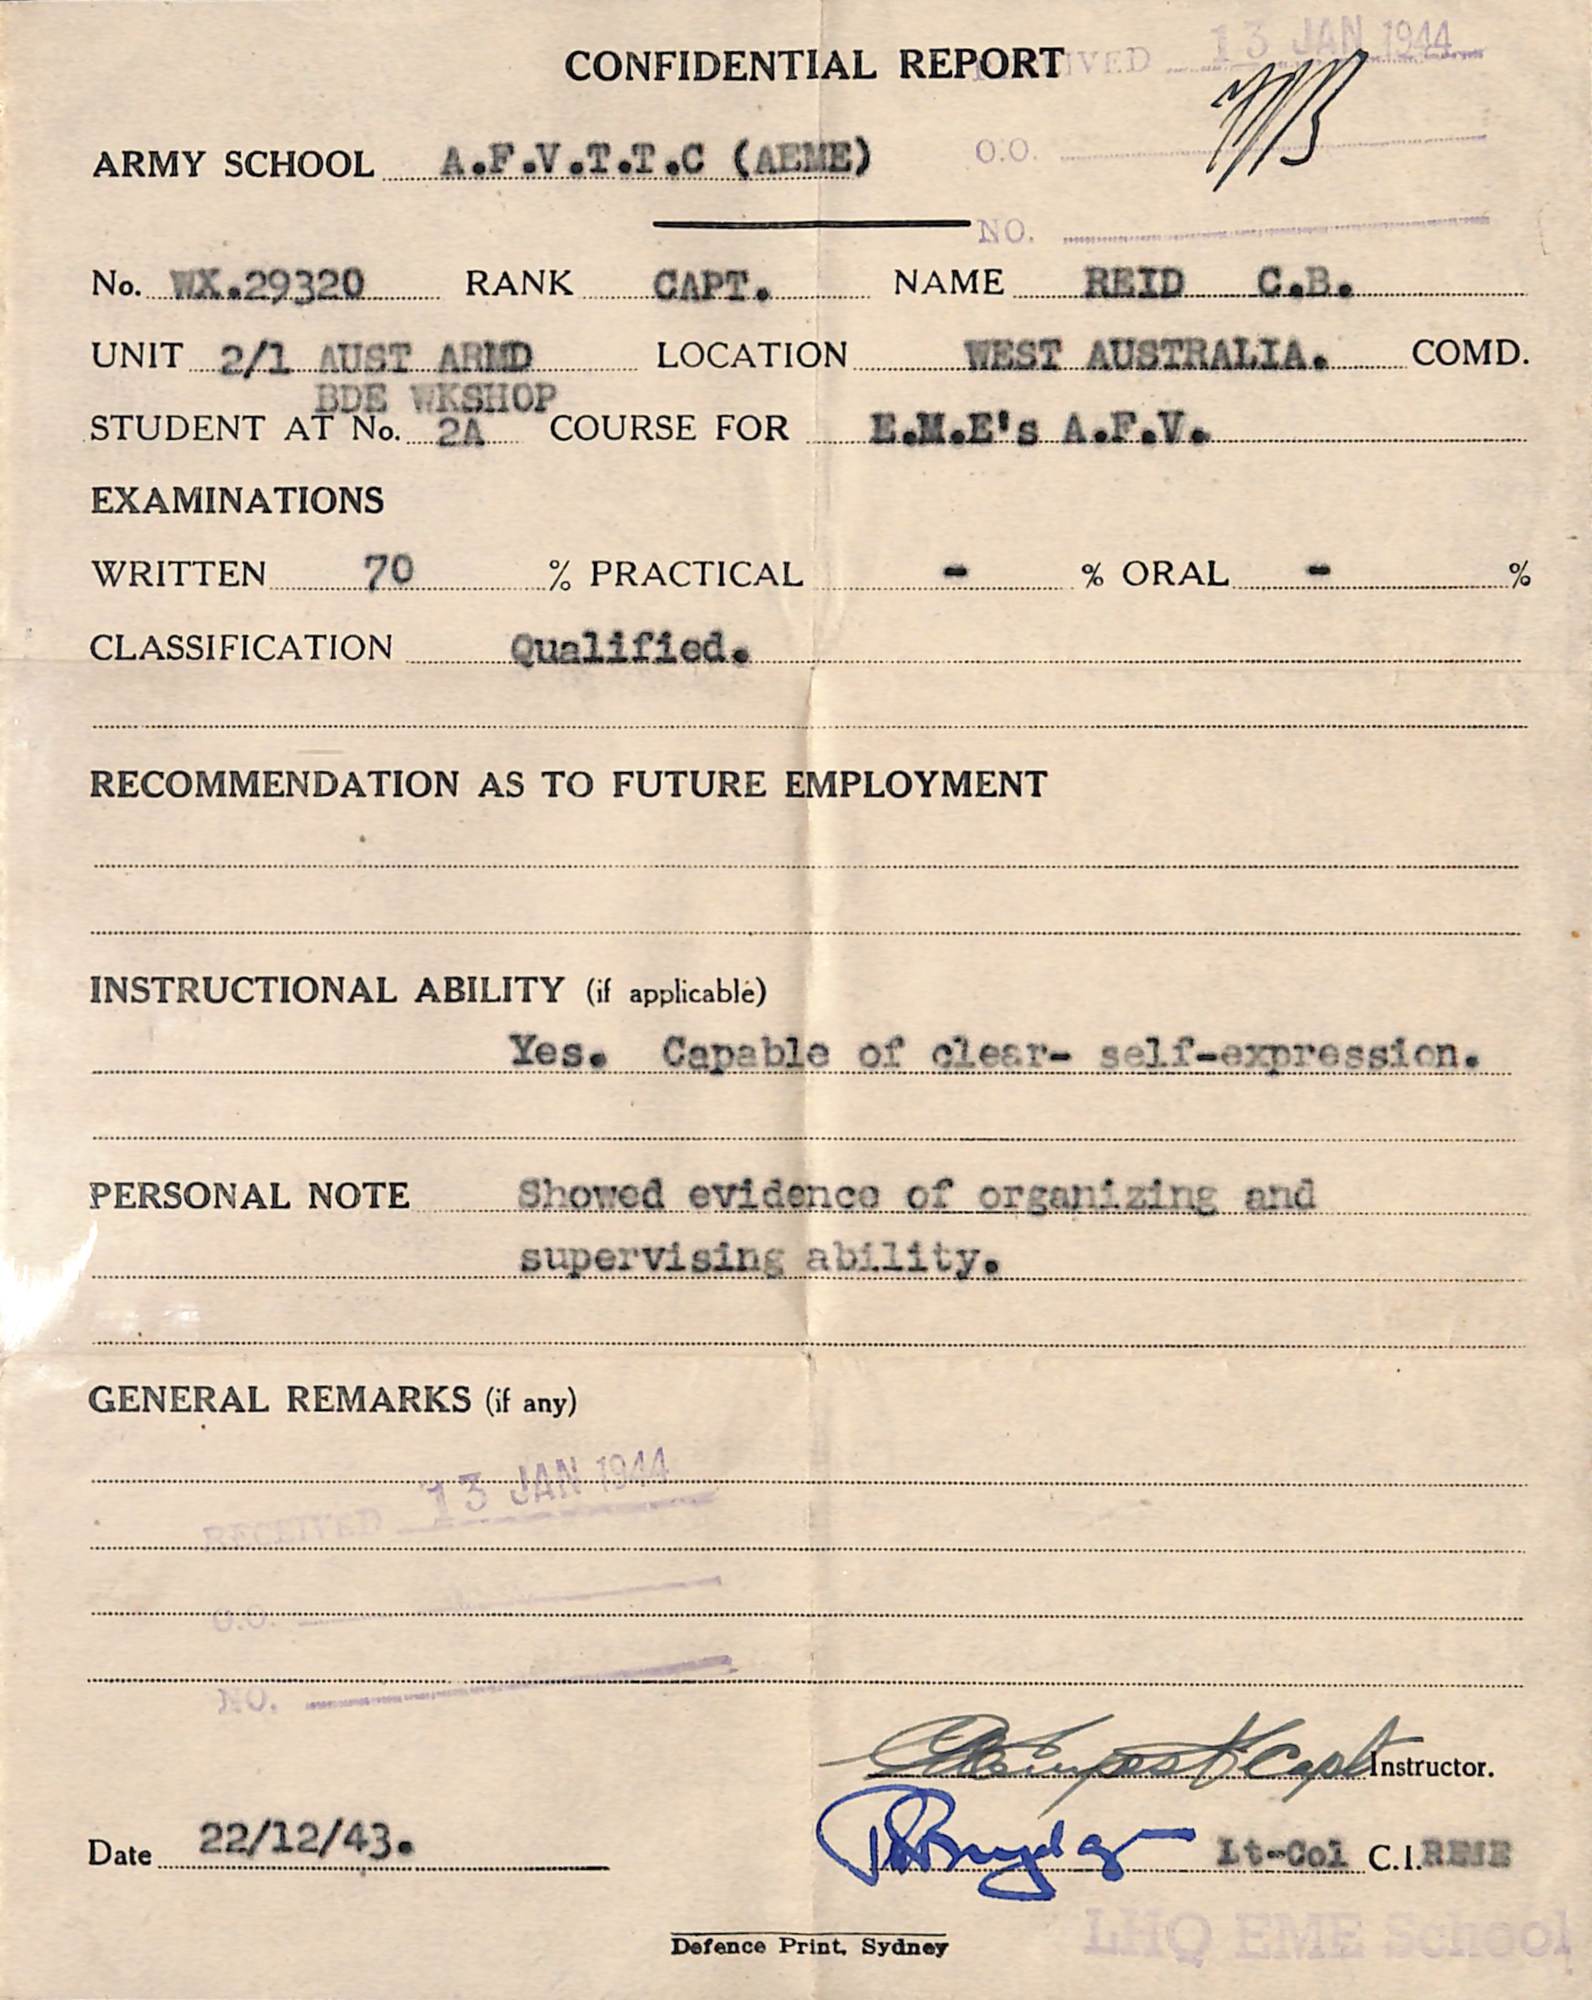 CONFIDENTIAL REPORT
IVED 13 JAN 1944
ARMY SCHOOL A.F.V.T.T.C (AEME)
O.O.
NO.
No. WX.29320 RANK CAPT. NAME REID C.B.
UNIT 2/1 AUST ARMD LOCATION WEST AUSTRALIA. COMD.
BDE WKSHOP
STUDENT AT No. 2A COURSE FOR E.M.E's A.F.V.
EXAMINATIONS
WRITTEN 70 % PRACTICAL - % ORAL - %
CLASSIFICATION Qualified.
RECOMMENDATION AS TO FUTURE EMPLOYMENT
INSTRUCTIONAL ABILITY (if applicable)
Yes. Capable of clear- self-expression.
PERSONAL NOTE Showed evidence of organizing and
supervising ability.
GENERAL REMARKS (if any)
RECEIVED 13 JAN 1944
O.O.
NO.
Capt Instructor.
Date 22/12/43. Lt-Col C.I. REME
LHQ EME School
Defence Print, Sydney